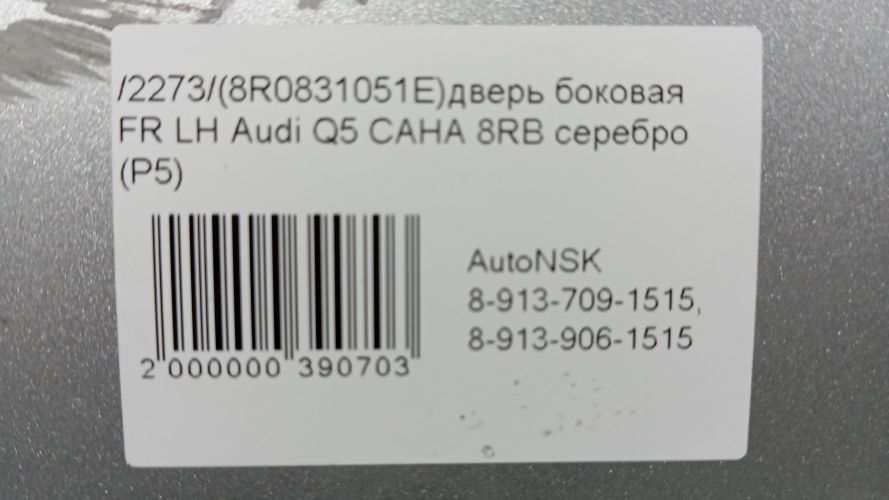 /2273/(8R0831051E)дверь боковая
FR LH Audi Q5 CAHA 8RB серебро
(P5)
AutoNSK
8-913-709-1515,
8-913-906-1515
2 000000 390703